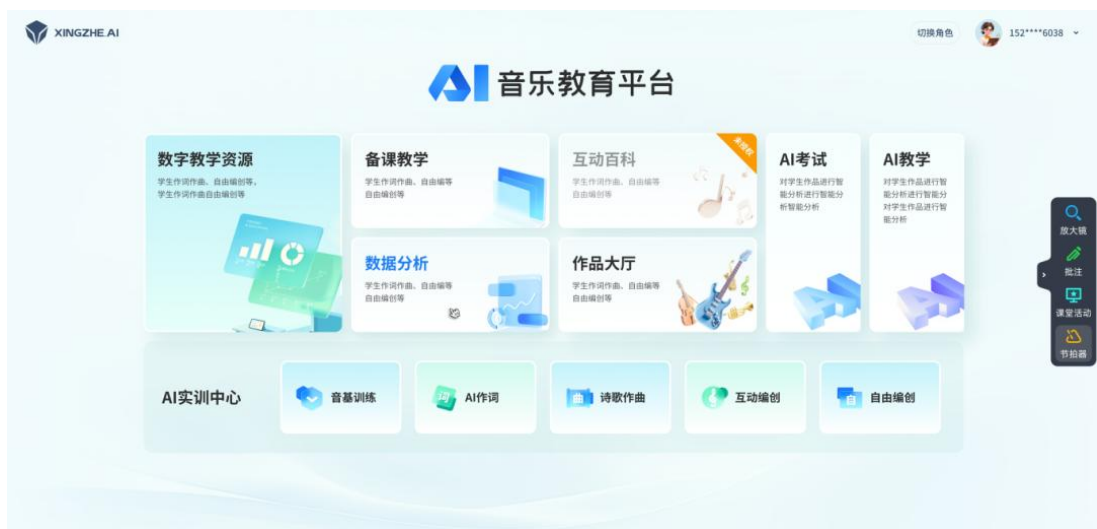 XINGZHE.AI
切换角色
152****6038
AI 音乐教育平台
数字教学资源
学生作词作曲、自由编创等,
学生作词作曲自由编创等
备课教学
学生作词作曲、自由编等
自由编创等
互动百科
学生作词作曲、自由编等
自由编创等
未授权
AI考试
对学生作品进行智
能分析进行智能分
析智能分析
AI教学
对学生作品进行智
能分析进行智能分
对学生作品进行智
能分析
数据分析
学生作词作曲、自由编等
自由编创等
作品大厅
学生作词作曲、自由编等
自由编创等
放大镜
批注
课堂活动
节拍器
AI实训中心
音基训练
词
AI作词
曲
诗歌作曲
互动编创
自
自由编创